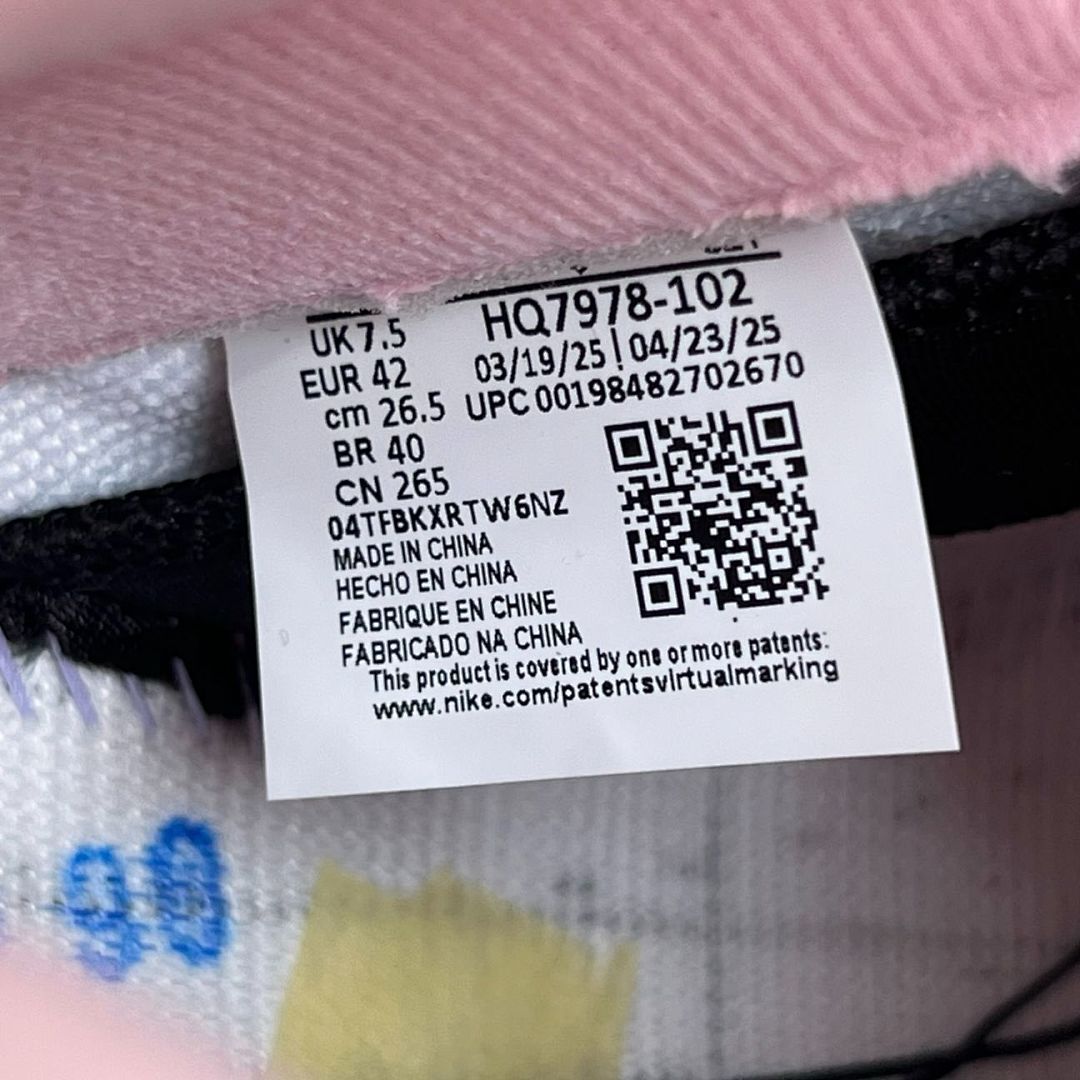 UK 7.5
EUR 42
cm 26.5
BR 40
CN 265
HQ7978-102
03/19/25 | 04/23/25
UPC 00198482702670
04TFBKXRTW6NZ
MADE IN CHINA
HECHO EN CHINA
FABRIQUE EN CHINE
FABRICADO NA CHINA
This product is covered by one or more patents:
www.nike.com/patentsvirtualmarking